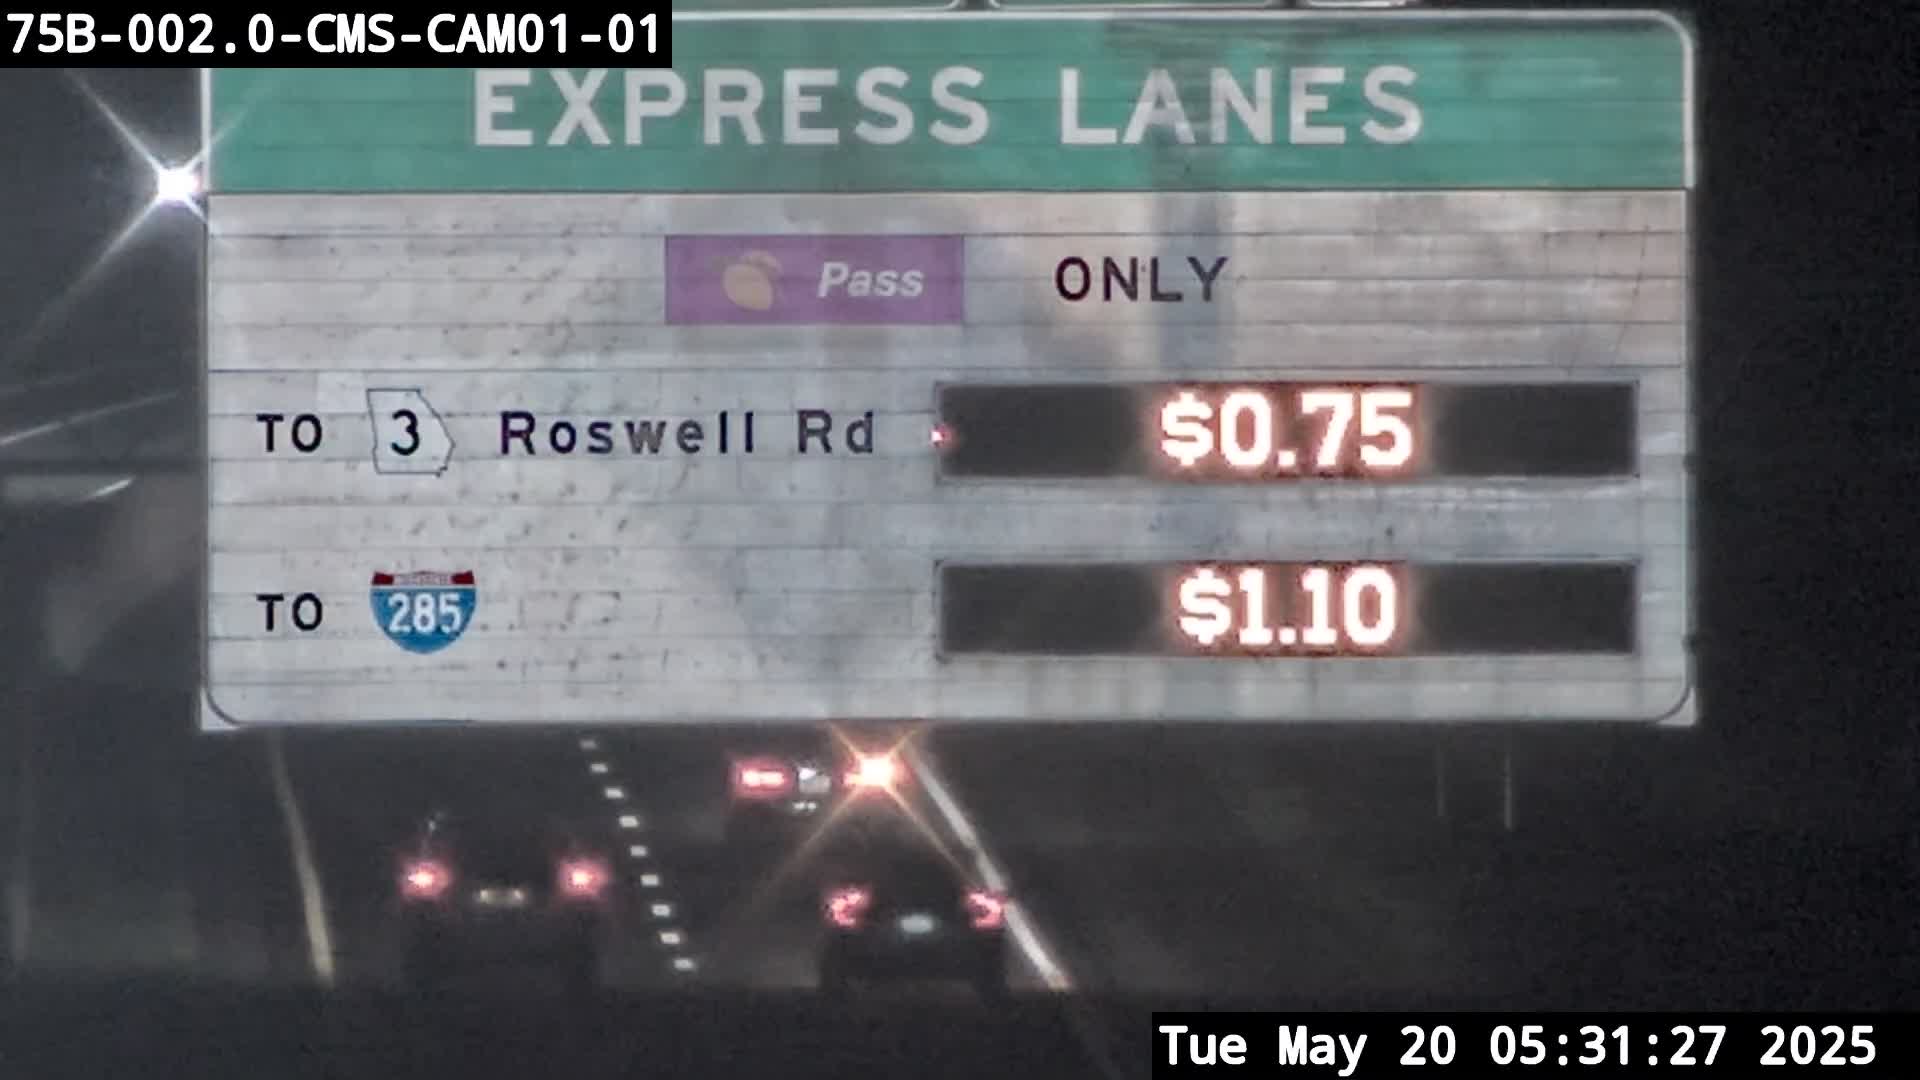 75B-002.0-CMS-CAM01-01
EXPRESS LANES
Pass ONLY
TO 3 Roswell Rd $0.75
TO 285 $1.10
Tue May 20 05:31:27 2025